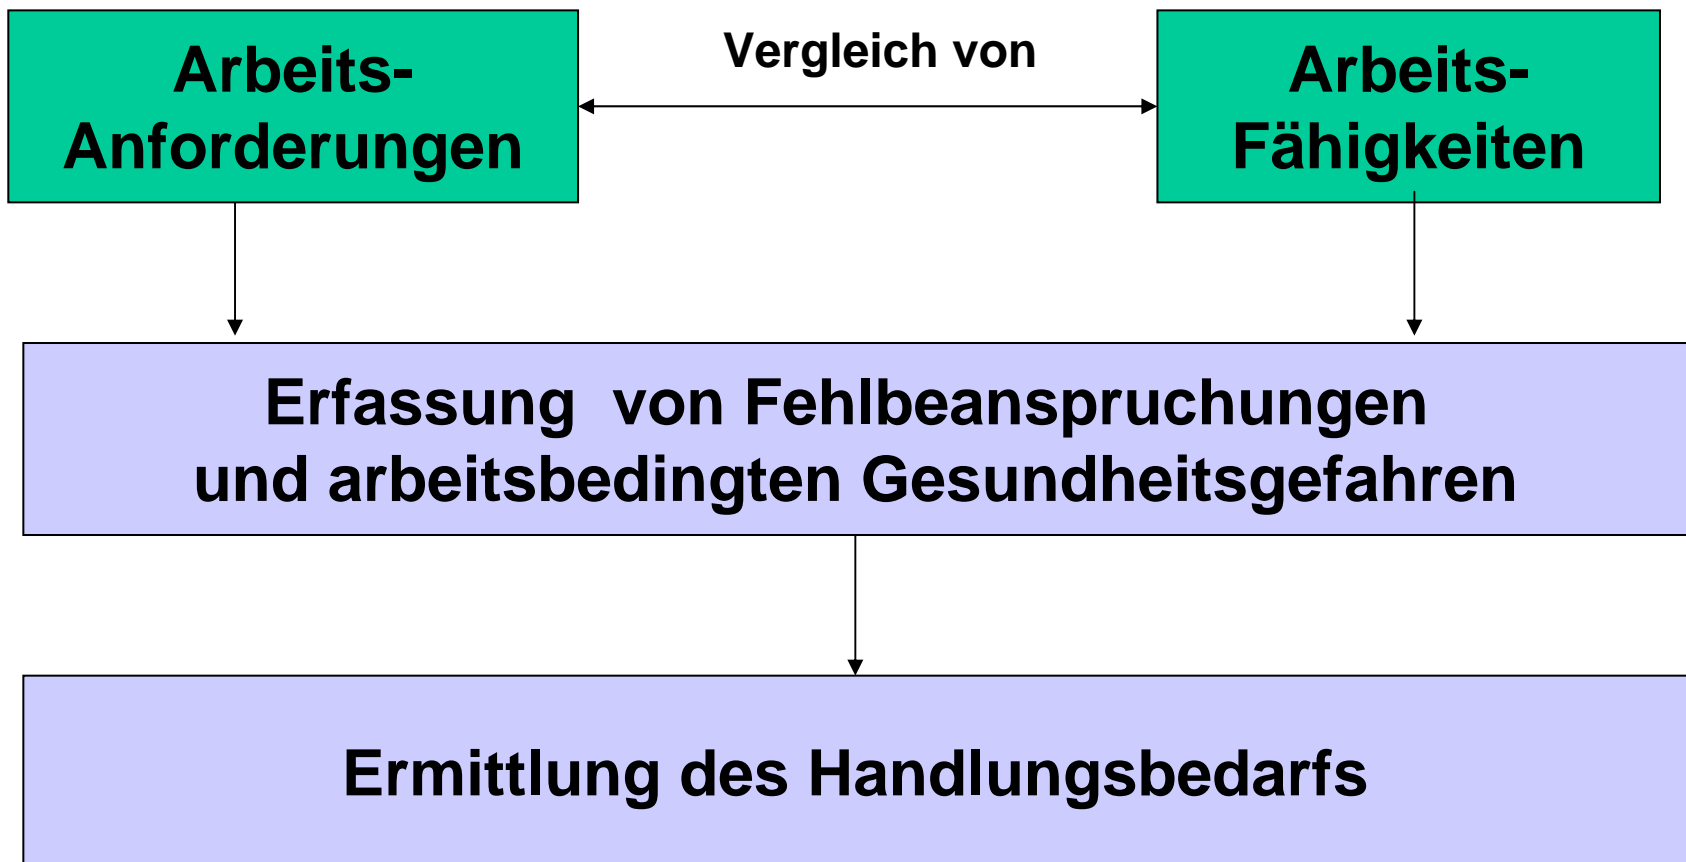 Arbeits-
Anforderungen
Vergleich von
Arbeits-
Fähigkeiten
Erfassung von Fehlbeanspruchungen
und arbeitsbedingten Gesundheitsgefahren
Ermittlung des Handlungsbedarfs